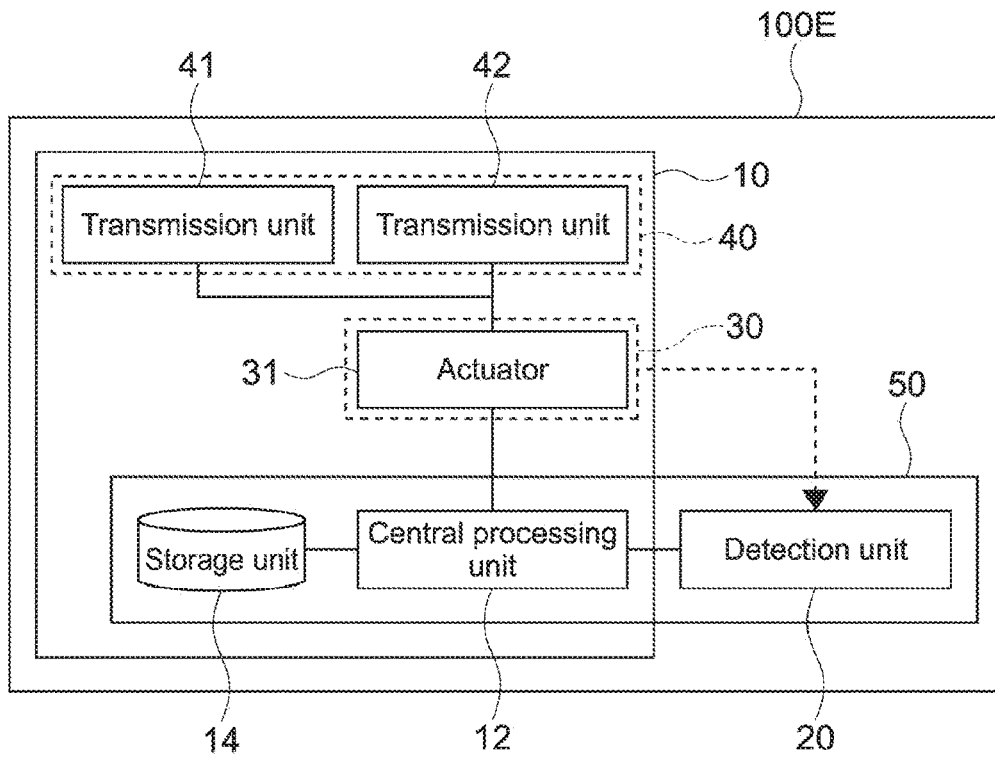 100E
41
42
10
Transmission unit
Transmission unit
40
30
31
Actuator
50
Storage unit
Central processing
unit
Detection unit
14
12
20